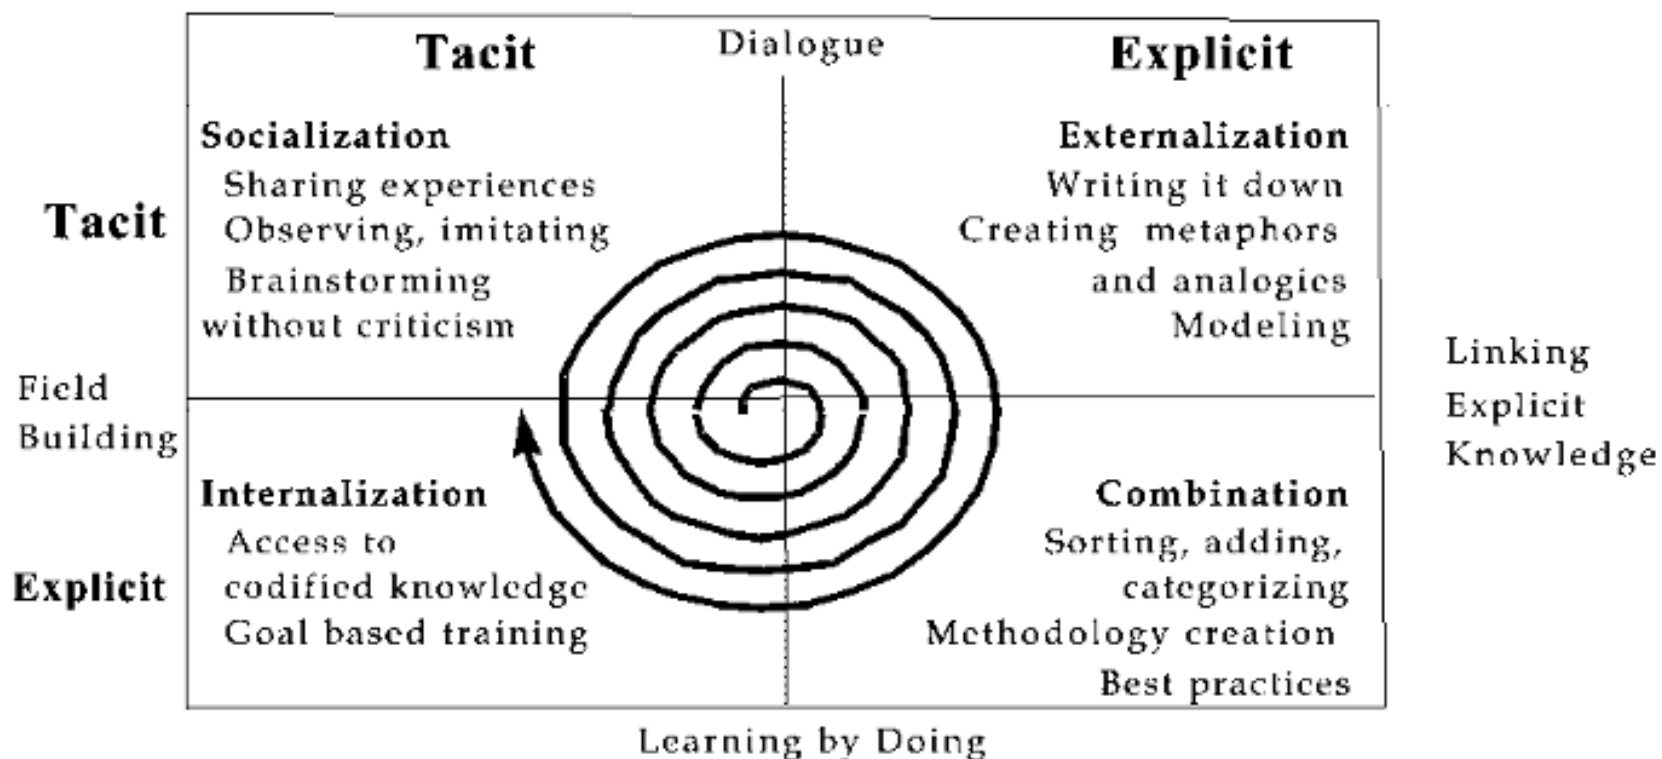 Tacit
Dialogue
Explicit
Tacit
Socialization
Sharing experiences
Observing, imitating
Brainstorming
without criticism
Externalization
Writing it down
Creating metaphors
and analogies
Modeling
Field
Building
Linking
Explicit
Knowledge
Explicit
Internalization
Access to
codified knowledge
Goal based training
Combination
Sorting, adding,
categorizing
Methodology creation
Best practices
Learning by Doing